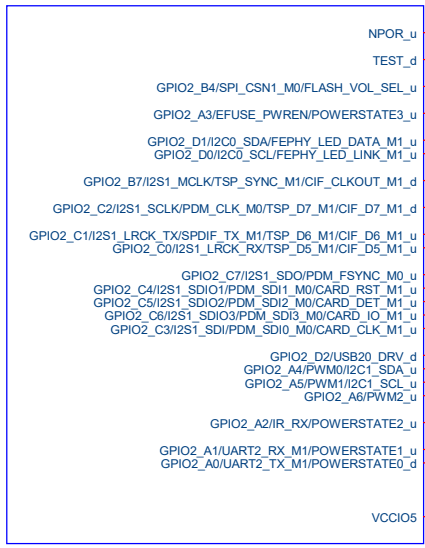 NPOR_u
TEST_d
GPIO2_B4/SPI_CSN1_M0/FLASH_VOL_SEL_u
GPIO2_A3/EFUSE_PWREN/POWERSTATE3_u
GPIO2_D1/I2C0_SDA/FEPHY_LED_DATA_M1_u
GPIO2_D0/I2C0_SCL/FEPHY_LED_LINK_M1_u
GPIO2_B7/I2S1_MCLK/TSP_SYNC_M1/CIF_CLKOUT_M1_d
GPIO2_C2/I2S1_SCLK/PDM_CLK_M0/TSP_D7_M1/CIF_D7_M1_d
GPIO2_C1/I2S1_LRCK_TX/SPDIF_TX_M1/TSP_D6_M1/CIF_D6_M1_u
GPIO2_C0/I2S1_LRCK_RX/TSP_D5_M1/CIF_D5_M1_u
GPIO2_C7/I2S1_SDO/PDM_FSYNC_M0_u
GPIO2_C4/I2S1_SDIO1/PDM_SDI1_M0/CARD_RST_M1_u
GPIO2_C5/I2S1_SDIO2/PDM_SDI2_M0/CARD_DET_M1_u
GPIO2_C6/I2S1_SDIO3/PDM_SDI3_M0/CARD_IO_M1_u
GPIO2_C3/I2S1_SDI/PDM_SDI0_M0/CARD_CLK_M1_u
GPIO2_D2/USB20_DRV_d
GPIO2_A4/PWM0/I2C1_SDA_u
GPIO2_A5/PWM1/I2C1_SCL_u
GPIO2_A6/PWM2_u
GPIO2_A2/IR_RX/POWERSTATE2_u
GPIO2_A1/UART2_RX_M1/POWERSTATE1_u
GPIO2_A0/UART2_TX_M1/POWERSTATE0_d
VCCIO5